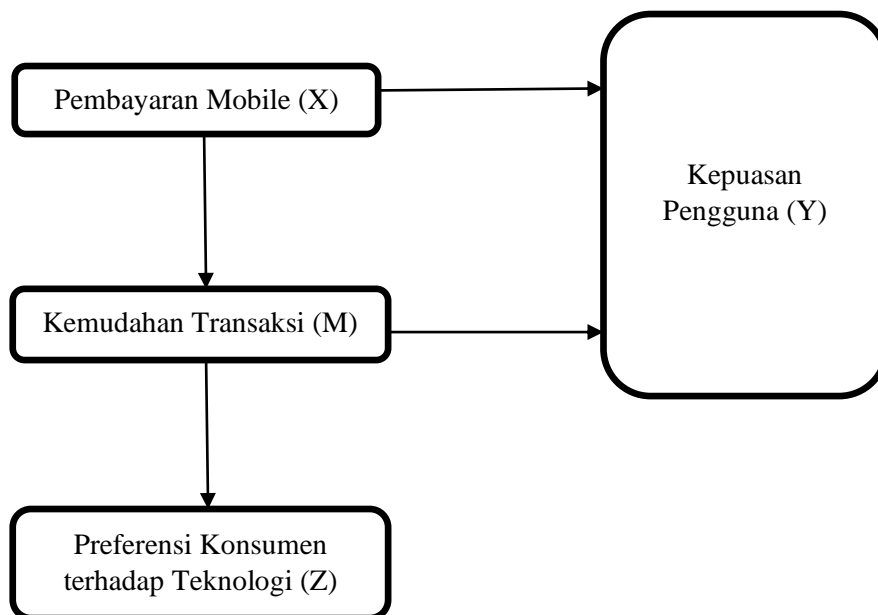 Pembayaran Mobile (X)
Kepuasan
Pengguna (Y)
Kemudahan Transaksi (M)
Preferensi Konsumen
terhadap Teknologi (Z)